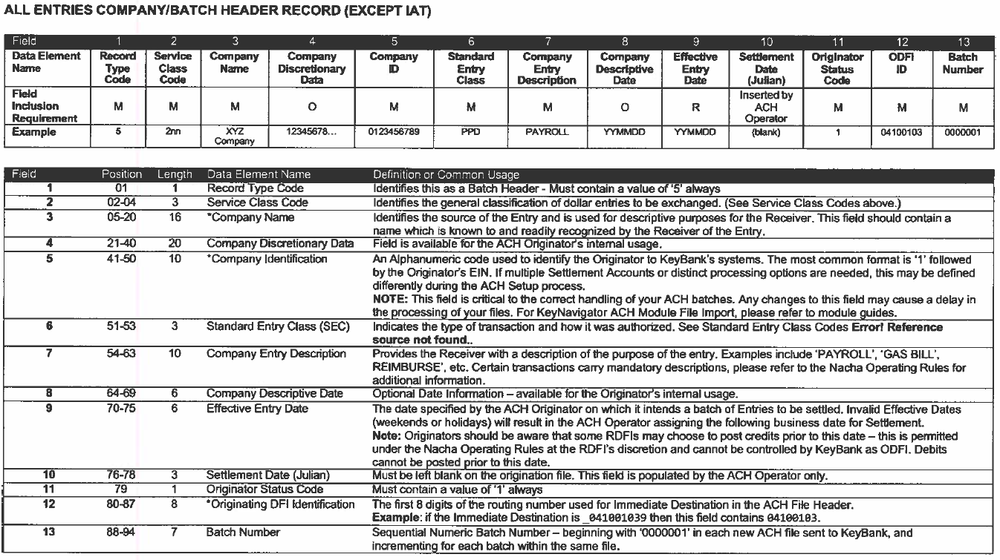 ALL ENTRIES COMPANY/BATCH HEADER RECORD (EXCEPT IAT)
Field 1 2 3 4 5 6 7 8 9 10 11 12 13
Data Element Record Service Company Company Company Standard Company Company Effective Settlement Originator ODFI Batch
Name Type Class Name Discretionary ID Entry Entry Descriptive Entry Date Status ID Number
Code Code Data Class Description Date Date (Julian) Code
Field Inserted by
Inclusion M M M O M M M O R ACH M M M
Requirement Operator
Example 5 2nn XYZ 12345678... 0123456789 PPD PAYROLL YYMMDD YYMMDD (blank) 1 04100103 0000001
Company
Field Position Length Data Element Name Definition or Common Usage
1 01 1 Record Type Code Identifies this as a Batch Header - Must contain a value of '5' always
2 02-04 3 Service Class Code Identifies the general classification of dollar entries to be exchanged. (See Service Class Codes above.)
3 05-20 16 *Company Name Identifies the source of the Entry and is used for descriptive purposes for the Receiver. This field should contain a
name which is known to and readily recognized by the Receiver of the Entry.
4 21-40 20 Company Discretionary Data Field is available for the ACH Originator's internal usage.
5 41-50 10 *Company Identification An Alphanumeric code used to identify the Originator to KeyBank's systems. The most common format is '1' followed
by the Originator's EIN. If multiple Settlement Accounts or distinct processing options are needed, this may be defined
differently during the ACH Setup process.
NOTE: This field is critical to the correct handling of your ACH batches. Any changes to this field may cause a delay in
the processing of your files. For KeyNavigator ACH Module File Import, please refer to module guides.
6 51-53 3 Standard Entry Class (SEC) Indicates the type of transaction and how it was authorized. See Standard Entry Class Codes Error! Reference
source not found..
7 54-63 10 Company Entry Description Provides the Receiver with a description of the purpose of the entry. Examples include 'PAYROLL', 'GAS BILL',
REIMBURSE', etc. Certain transactions carry mandatory descriptions, please refer to the Nacha Operating Rules for
additional information.
8 64-69 6 Company Descriptive Date Optional Date Information – available for the Originator's internal usage.
9 70-75 6 Effective Entry Date The date specified by the ACH Originator on which it intends a batch of Entries to be settled. Invalid Effective Dates
(weekends or holidays) will result in the ACH Operator assigning the following business date for Settlement.
Note: Originators should be aware that some RDFIs may choose to post credits prior to this date – this is permitted
under the Nacha Operating Rules at the RDFI's discretion and cannot be controlled by KeyBank as ODFI. Debits
cannot be posted prior to this date.
10 76-78 3 Settlement Date (Julian) Must be left blank on the origination file. This field is populated by the ACH Operator only.
11 79 1 Originator Status Code Must contain a value of '1' always
12 80-87 8 *Originating DFI Identification The first 8 digits of the routing number used for Immediate Destination in the ACH File Header.
Example: if the Immediate Destination is _041001039 then this field contains 04100103.
13 88-94 7 Batch Number Sequential Numeric Batch Number – beginning with '0000001' in each new ACH file sent to KeyBank, and
incrementing for each batch within the same file.